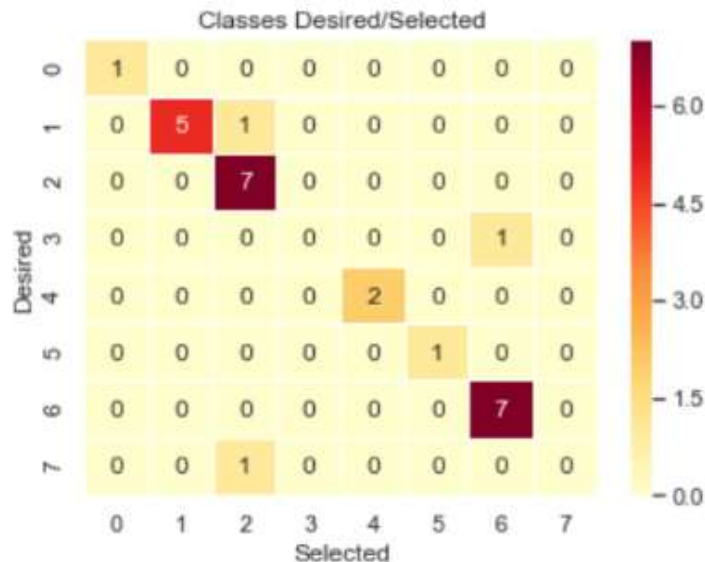 Classes Desired/Selected
0 1 0 0 0 0 0 0 0
1 0 5 1 0 0 0 0 0
2 0 0 7 0 0 0 0 0
3 0 0 0 0 0 0 1 0
4 0 0 0 0 2 0 0 0
5 0 0 0 0 0 1 0 0
6 0 0 0 0 0 0 7 0
7 0 0 1 0 0 0 0 0
0 1 2 3 4 5 6 7
Desired
Selected
6.0
4.5
3.0
1.5
0.0